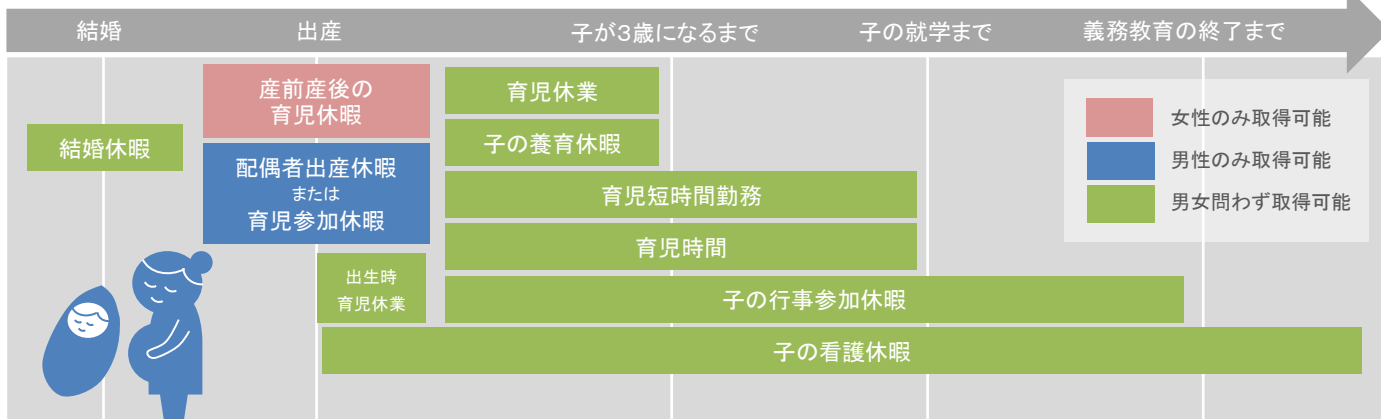 結婚
出産
子が3歳になるまで
子の就学まで
義務教育の終了まで
産前産後の
育児休暇
育児休業
女性のみ取得可能
結婚休暇
子の養育休暇
配偶者出産休暇
または
育児参加休暇
男性のみ取得可能
育児短時間勤務
男女問わず取得可能
育児時間
出生時
育児休業
子の行事参加休暇
子の看護休暇